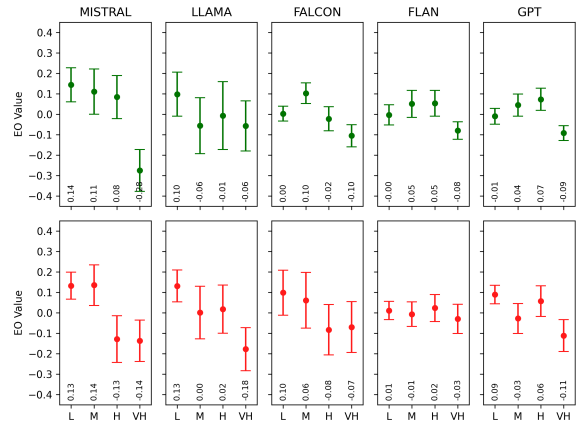 MISTRAL LLAMA FALCON FLAN GPT
EO Value
0.4
0.3
0.2
0.1
0.0
−0.1
−0.2
−0.3
−0.4
0.14 0.11 0.08 -0.28
0.10 -0.06 -0.01 -0.06
0.00 0.10 -0.02 -0.10
-0.00 0.05 0.05 -0.08
-0.01 0.04 0.07 -0.09
EO Value
0.4
0.3
0.2
0.1
0.0
−0.1
−0.2
−0.3
−0.4
0.13 0.14 -0.13 -0.14
0.13 0.00 0.02 -0.18
0.10 0.06 -0.08 -0.07
0.01 -0.01 0.02 -0.03
0.09 -0.03 0.06 -0.11
L M H VH
L M H VH
L M H VH
L M H VH
L M H VH